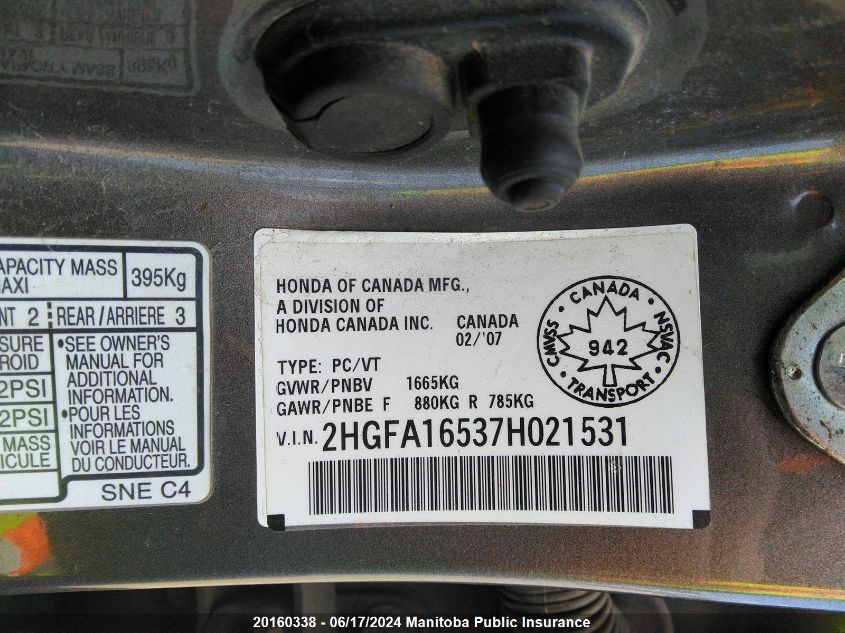 CAPACITY MASS
MAXI
395Kg
NT 2
REAR/ARRIERE 3
•SEE OWNER'S
MANUAL FOR
ADDITIONAL
INFORMATION.
•POUR LES
INFORMATIONS
VOIR LE MANUEL
DU CONDUCTEUR.
SURE
ROID
2PSI
2PSI
MASS
ICULE
SNE C4
HONDA OF CANADA MFG.,
A DIVISION OF
HONDA CANADA INC. CANADA
02/'07
TYPE: PC/VT
GVWR/PNBV 1665KG
GAWR/PNBE F 880KG R 785KG
V.I.N. 2HGFA16537H021531
CANADA
CMVSS
NSVAC
942
TRANSPORT
20160338 - 06/17/2024 Manitoba Public Insurance